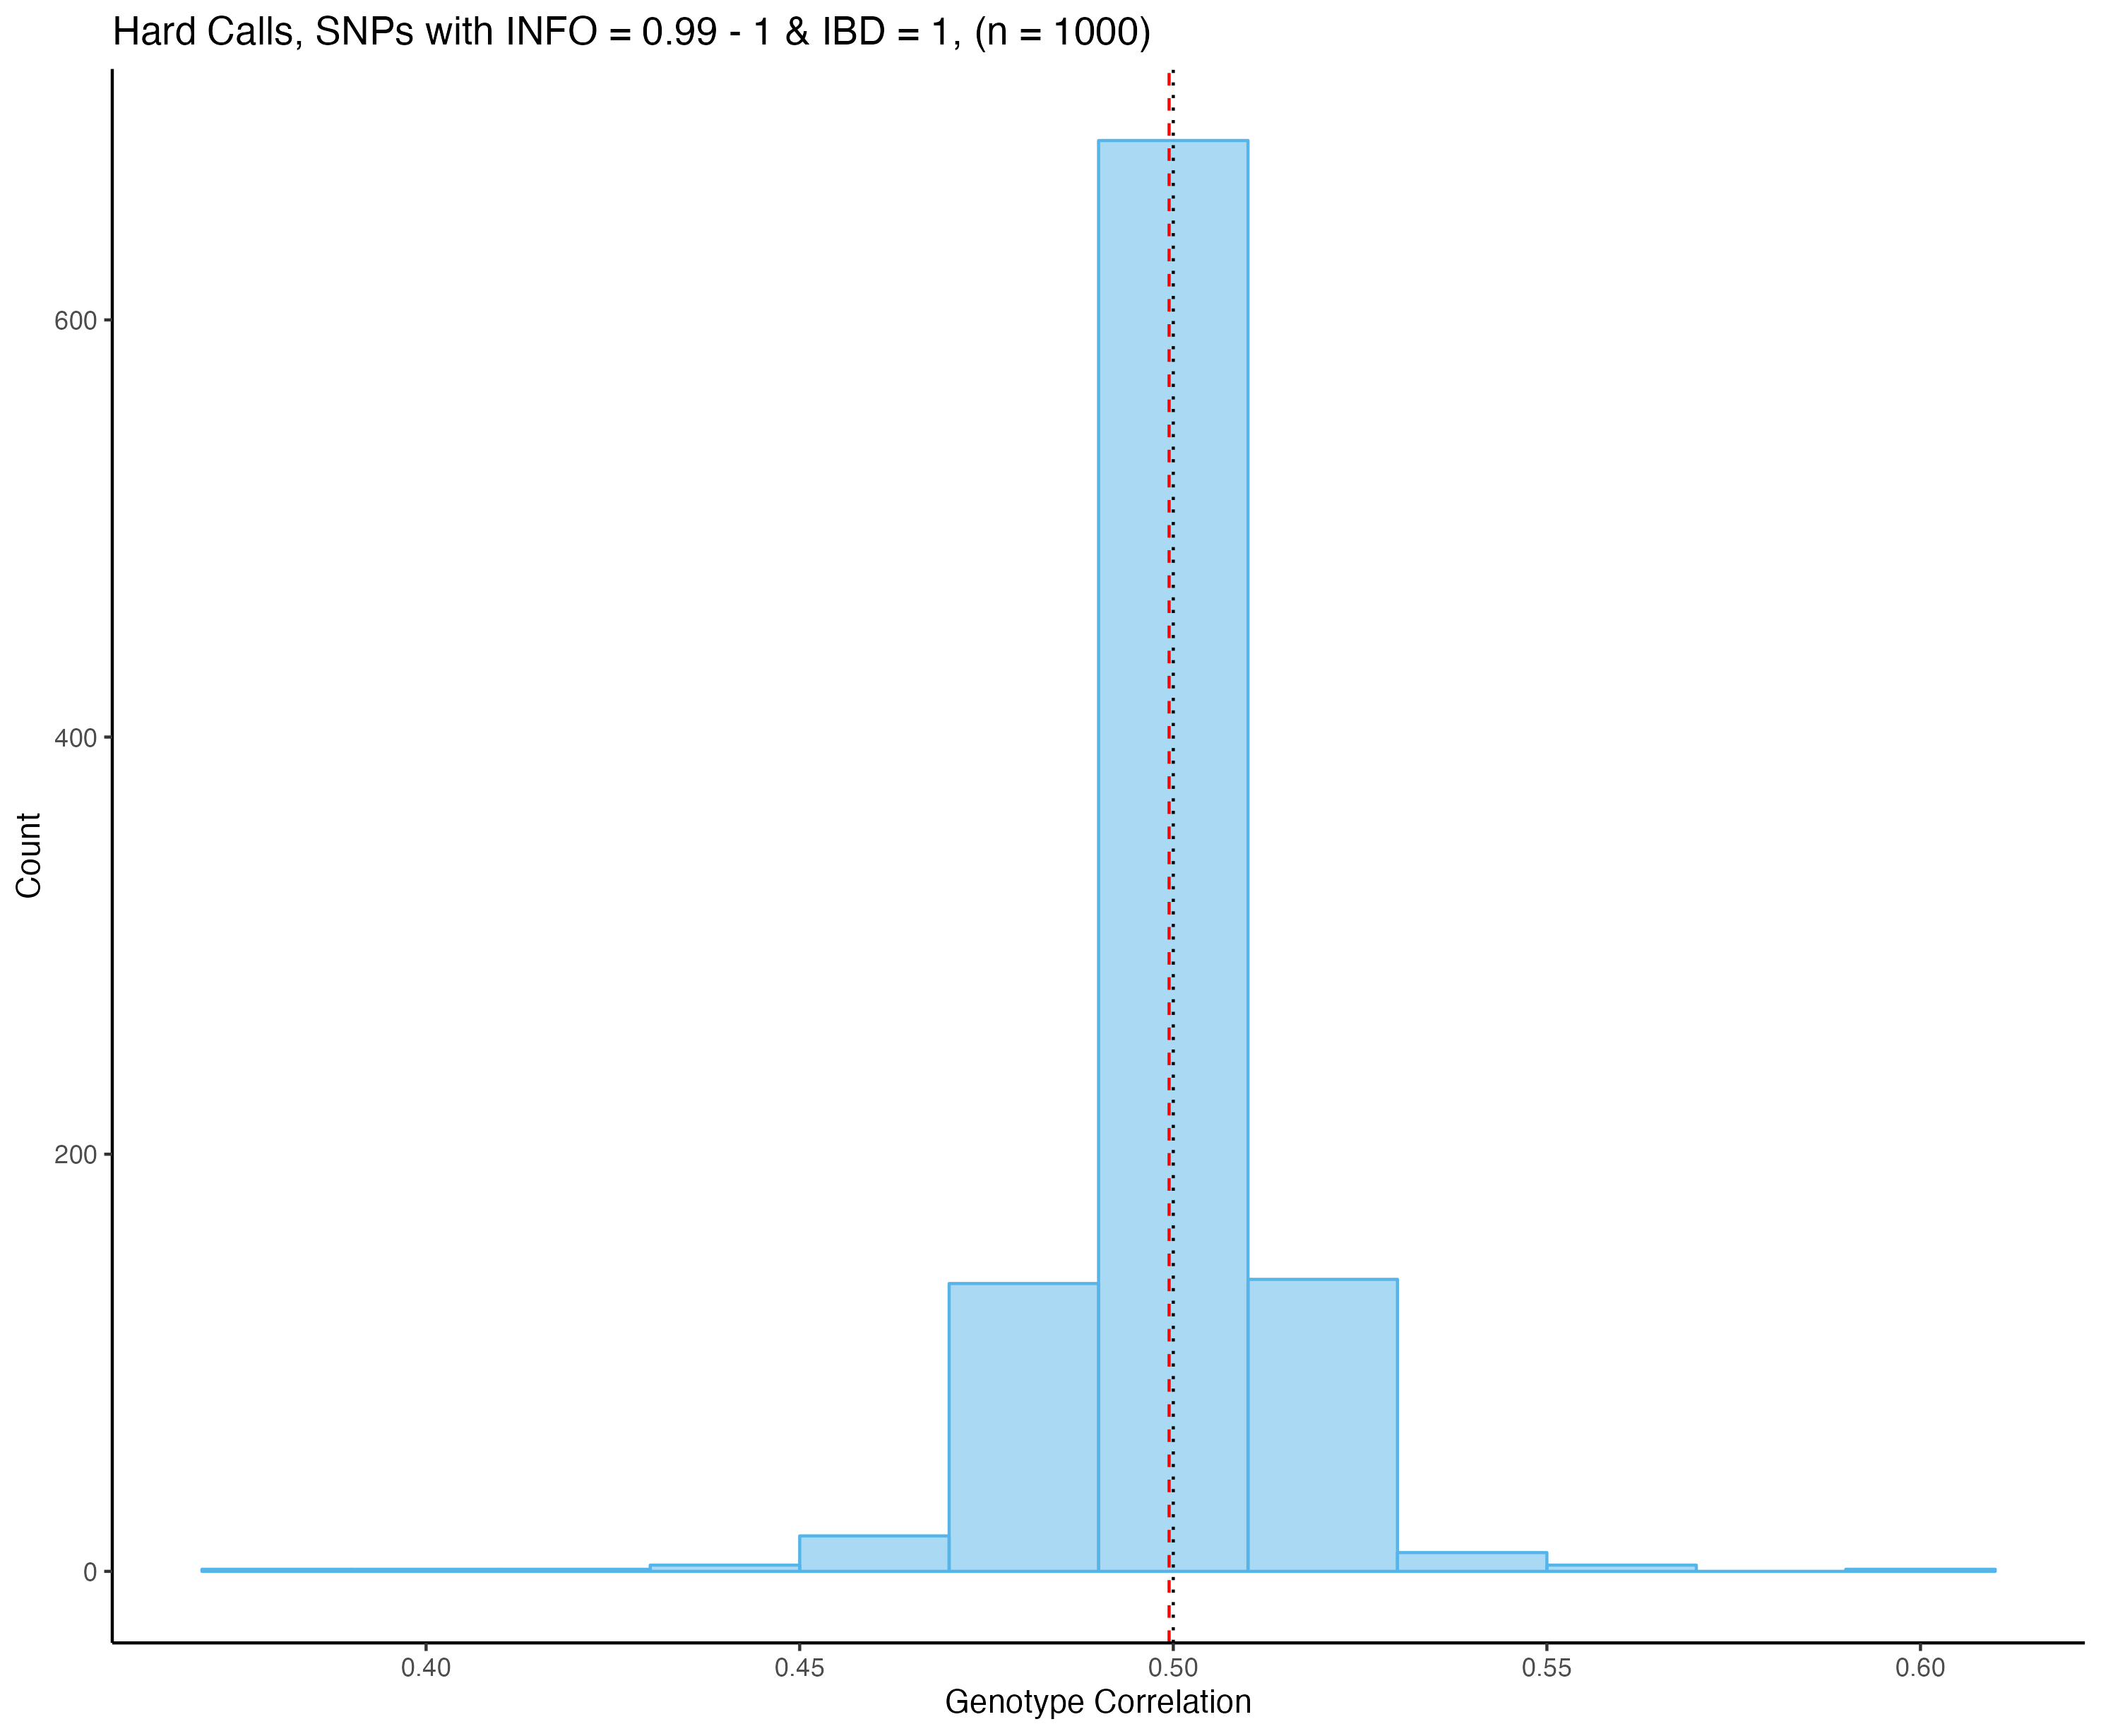 Hard Calls, SNPs with INFO = 0.99 - 1 & IBD = 1, (n = 1000)
600
400
200
0
Count
0.40 0.45 0.50 0.55 0.60
Genotype Correlation